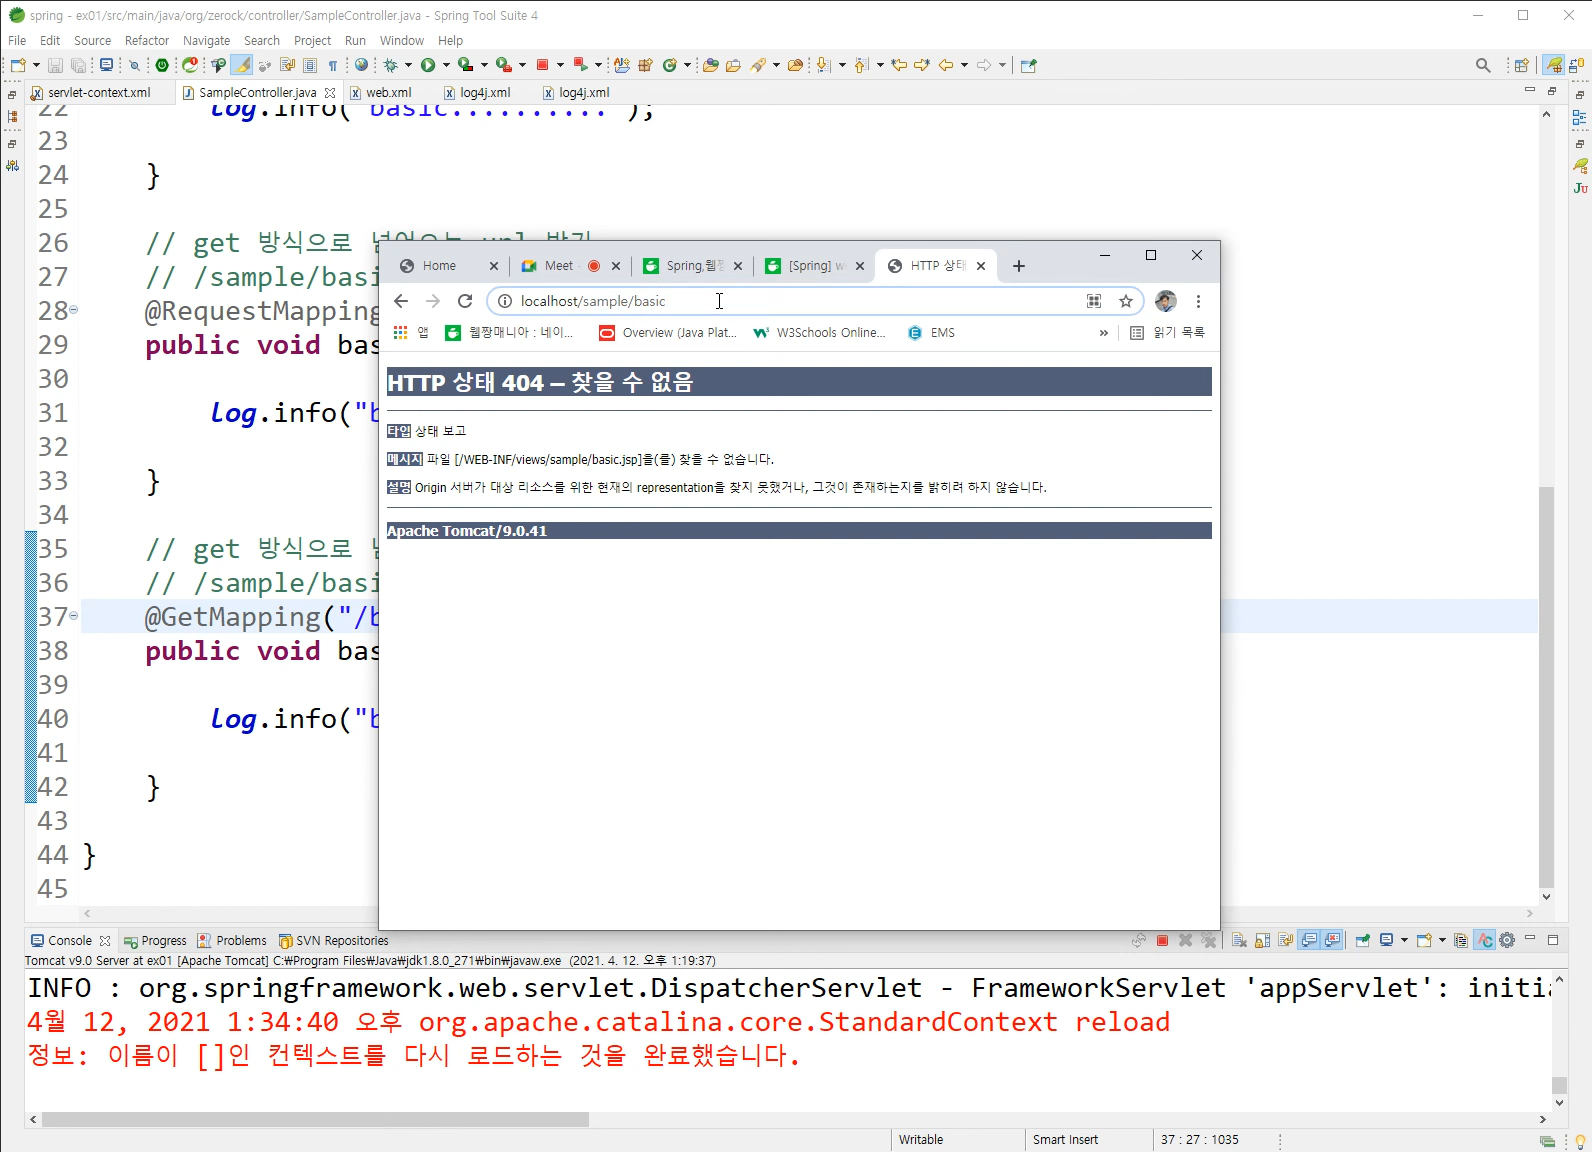 spring - ex01/src/main/java/org/zerock/controller/SampleController.java - Spring Tool Suite 4
File Edit Source Refactor Navigate Search Project Run Window Help
servlet-context.xml SampleController.java web.xml log4j.xml log4j.xml
22 log.info("basic..........");
23
24 }
25
26 // get 방식으로 넘어오는 url 받기
27 // /sample/basi
28 @RequestMapping
29 public void bas
30
31 log.info("b
32
33 }
34
35 // get 방식으로
36 // /sample/basi
37 @GetMapping("/b
38 public void bas
39
40 log.info("b
41
42 }
43
44 }
45
Home Meet Spring,웹짱 [Spring] w HTTP 상태
localhost/sample/basic
앱 웹짱매니아 : 네이... Overview (Java Plat... W3Schools Online... EMS » 읽기 목록
HTTP 상태 404 – 찾을 수 없음
타입 상태 보고
메시지 파일 [/WEB-INF/views/sample/basic.jsp]을(를) 찾을 수 없습니다.
설명 Origin 서버가 대상 리소스를 위한 현재의 representation을 찾지 못했거나, 그것이 존재하는지를 밝히려 하지 않습니다.
Apache Tomcat/9.0.41
Console Progress Problems SVN Repositories
Tomcat v9.0 Server at ex01 [Apache Tomcat] C:₩Program Files₩Java₩jdk1.8.0_271₩bin₩javaw.exe (2021. 4. 12. 오후 1:19:37)
INFO : org.springframework.web.servlet.DispatcherServlet - FrameworkServlet 'appServlet': initia
4월 12, 2021 1:34:40 오후 org.apache.catalina.core.StandardContext reload
정보: 이름이 []인 컨텍스트를 다시 로드하는 것을 완료했습니다.
Writable Smart Insert 37 : 27 : 1035